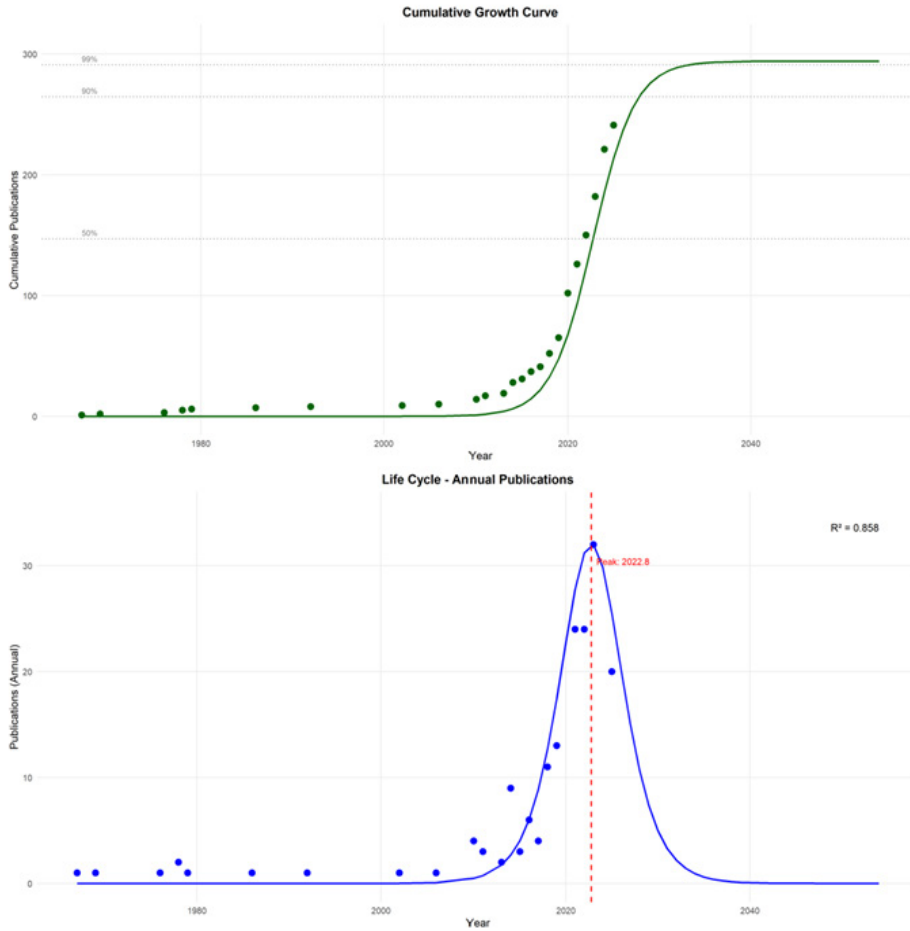 Cumulative Growth Curve
300
99%
90%
200
50%
100
0
Cumulative Publications
1980
2000
2020
2040
Year
Life Cycle - Annual Publications
R² = 0.858
30
Peak: 2022.8
20
10
0
Publications (Annual)
1980
2000
2020
2040
Year